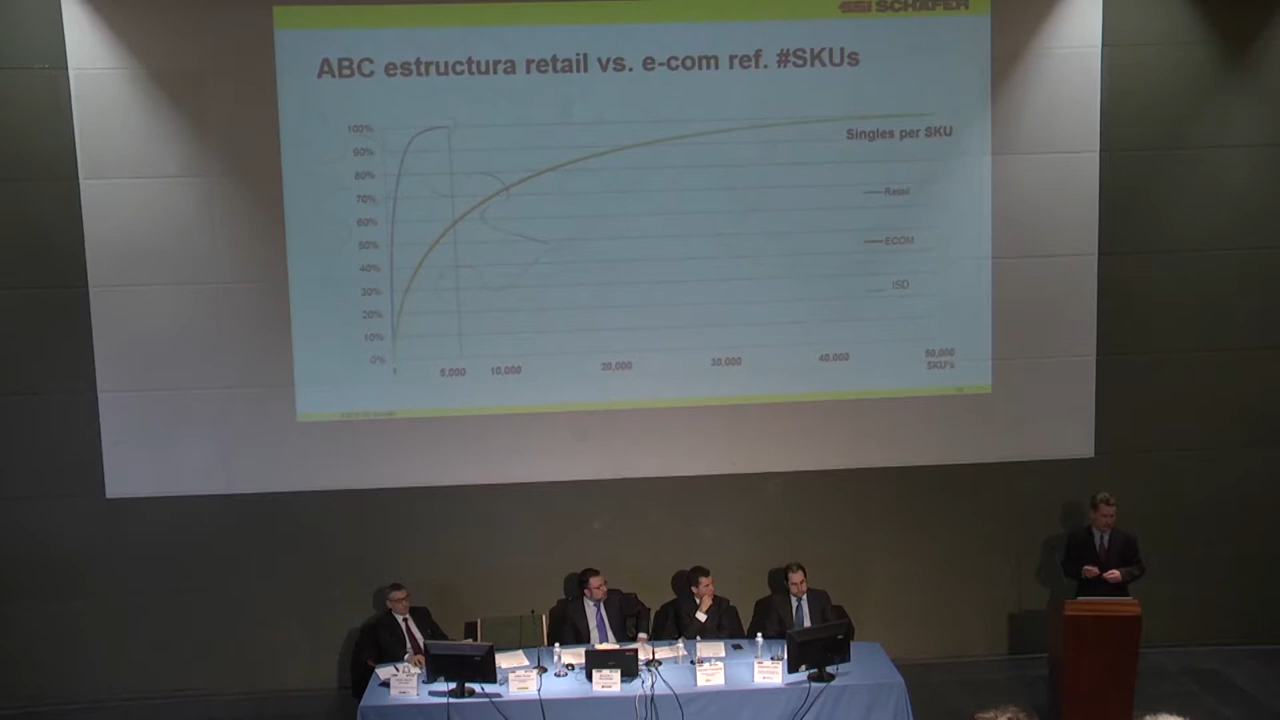 SSI SCHÄFER
ABC estructura retail vs. e-com ref. #SKUs
100%
90%
80%
70%
60%
50%
40%
30%
20%
10%
0%
Singles per SKU
Retail
ECOM
ISD
1
5,000
10,000
20,000
30,000
40,000
50,000
SKU's